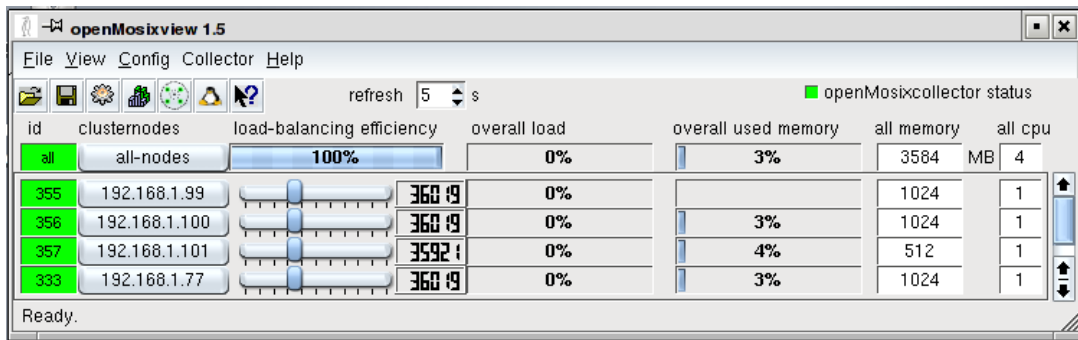 openMosixview 1.5
File View Config Collector Help
refresh 5 s openMosixcollector status
id clusternodes load-balancing efficiency overall load overall used memory all memory all cpu
all all-nodes 100% 0% 3% 3584 MB 4
355 192.168.1.99 36019 0% 1024 1
356 192.168.1.100 36019 0% 3% 1024 1
357 192.168.1.101 35921 0% 4% 512 1
333 192.168.1.77 36019 0% 3% 1024 1
Ready.